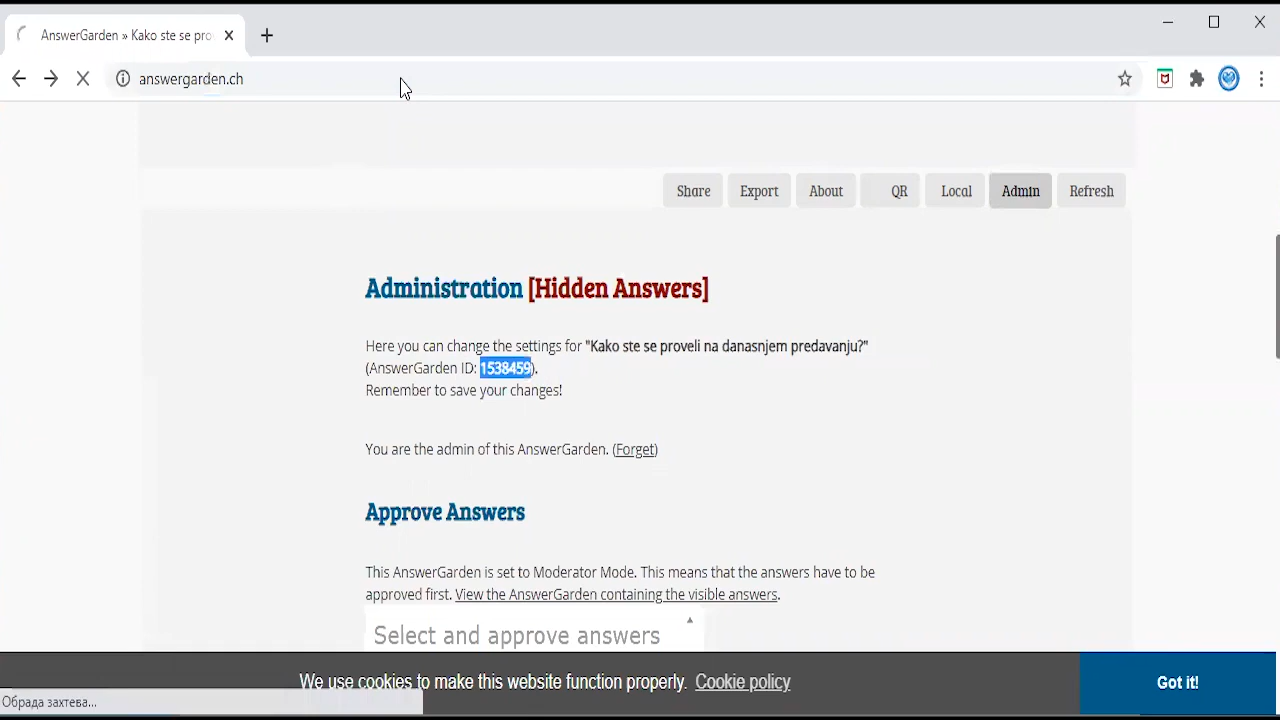 AnswerGarden » Kako ste se pro
answergarden.ch
Share
Export
About
QR
Local
Admin
Refresh
Administration [Hidden Answers]
Here you can change the settings for "Kako ste se proveli na danasnjem predavanju?"
(AnswerGarden ID: 1538459).
Remember to save your changes!
You are the admin of this AnswerGarden. (Forget)
Approve Answers
This AnswerGarden is set to Moderator Mode. This means that the answers have to be
approved first. View the AnswerGarden containing the visible answers.
Select and approve answers
We use cookies to make this website function properly. Cookie policy
Got it!
Обрада захтева...